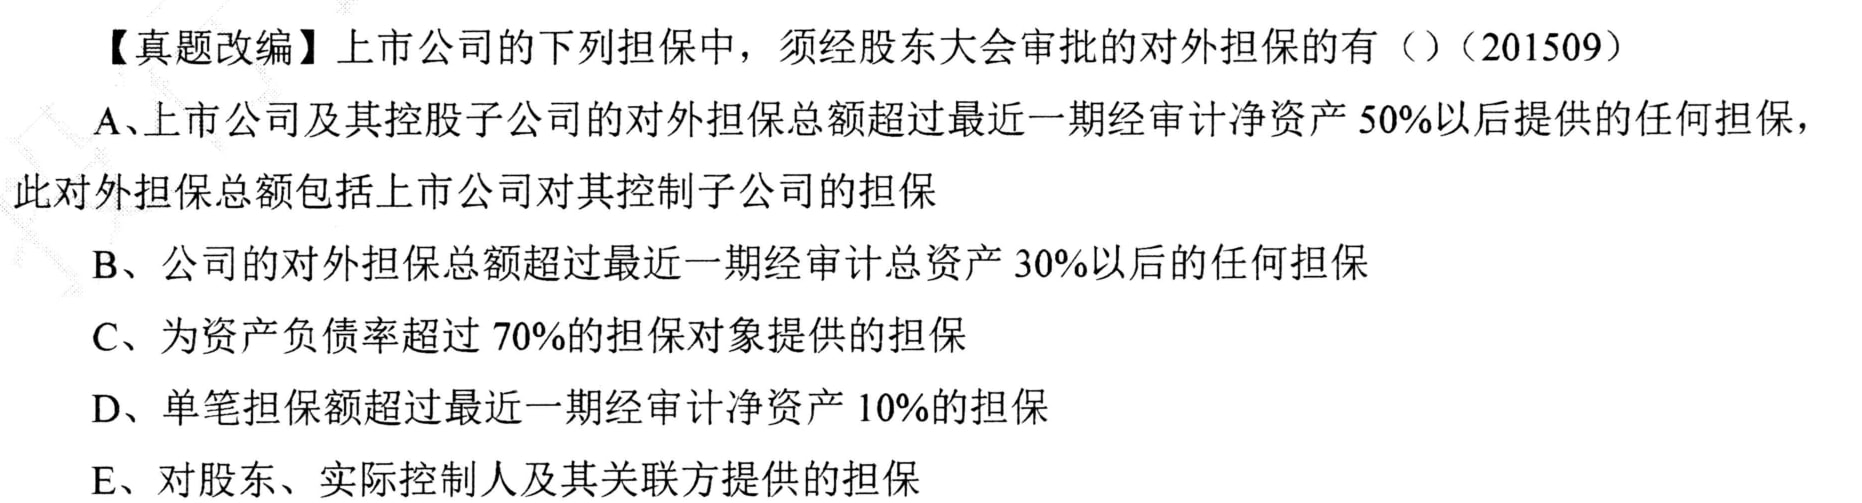 【真题改编】上市公司的下列担保中，须经股东大会审批的对外担保的有（）（201509）
A、上市公司及其控股子公司的对外担保总额超过最近一期经审计净资产 50%以后提供的任何担保，
此对外担保总额包括上市公司对其控制子公司的担保
B、公司的对外担保总额超过最近一期经审计总资产 30%以后的任何担保
C、为资产负债率超过 70%的担保对象提供的担保
D、单笔担保额超过最近一期经审计净资产 10%的担保
E、对股东、实际控制人及其关联方提供的担保